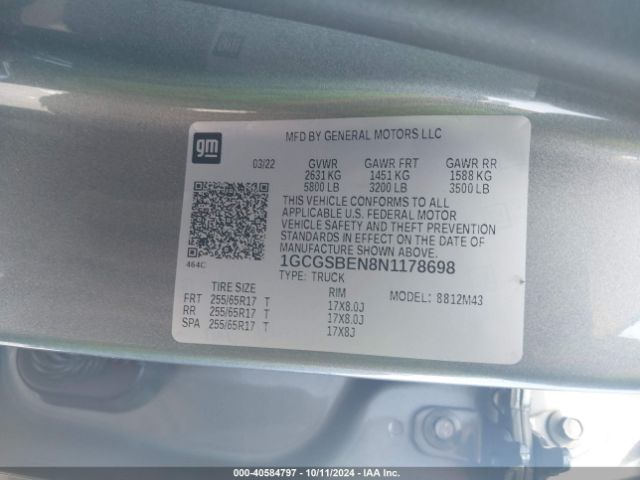 GM
gm
MFD BY GENERAL MOTORS LLC
03/22 GVWR GAWR FRT GAWR RR
2631 KG 1451 KG 1588 KG
5800 LB 3200 LB 3500 LB
THIS VEHICLE CONFORMS TO ALL
APPLICABLE U.S. FEDERAL MOTOR
VEHICLE SAFETY AND THEFT PREVENTION
STANDARDS IN EFFECT ON THE DATE OF
MANUFACTURE SHOWN ABOVE.
464C
1GCGSBEN8N1178698
TYPE: TRUCK
TIRE SIZE RIM MODEL: 8812M43
FRT 255/65R17 T 17X8.0J
RR 255/65R17 T 17X8.0J
SPA 255/65R17 T 17X8J
000-40584797 - 10/11/2024 - IAA Inc.